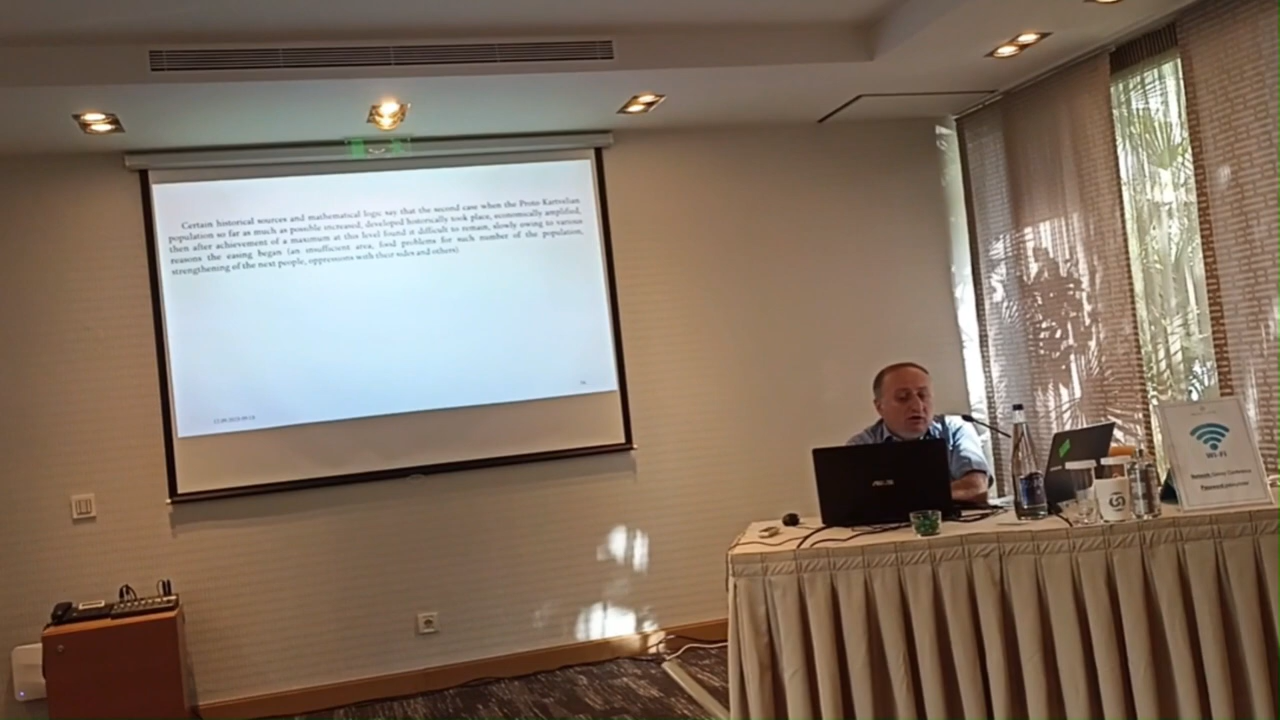 Certain historical sources and mathematical logic say that the second case when the Proto Kartvelian
population so far as much as possible increased, developed historically took place, economically amplified,
then after achievement of a maximum at this level found it difficult to remain, slowly owing to various
reasons the easing began (an insufficient area, food problems for such number of the population,
strengthening of the next people, oppressions with their sides and others)
ASUS
Wi-Fi
Password